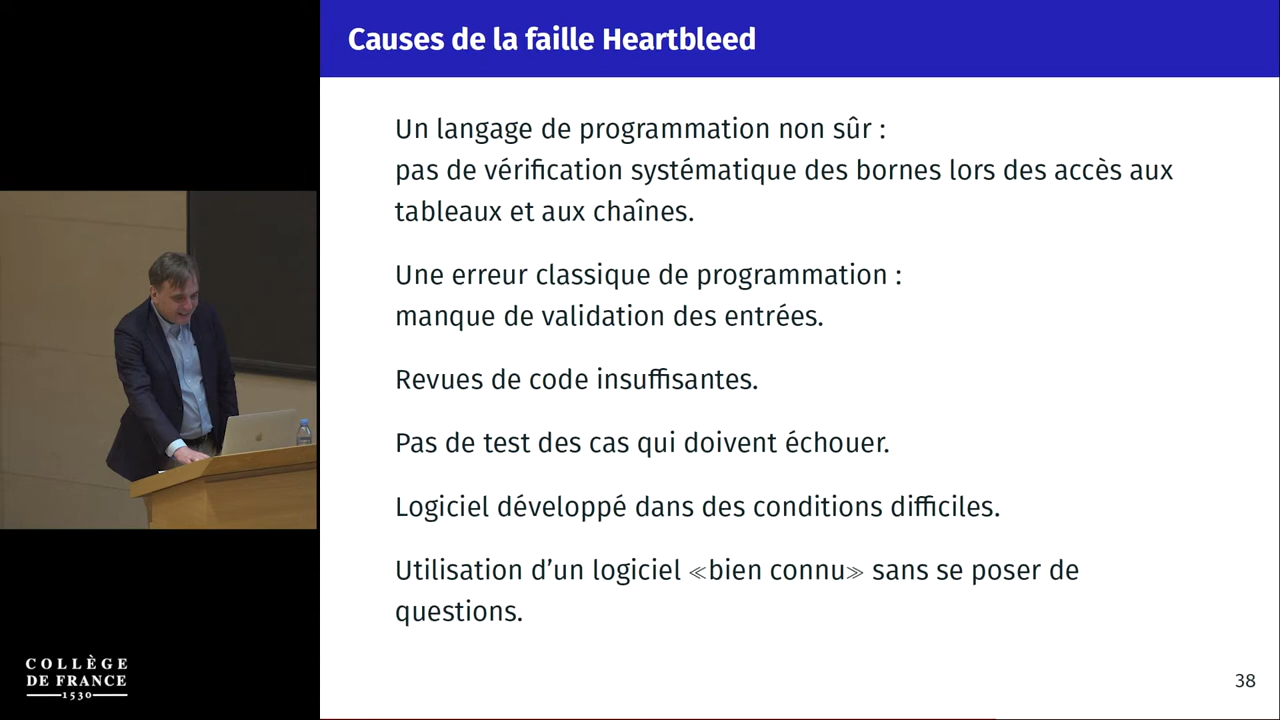 Causes de la faille Heartbleed
Un langage de programmation non sûr :
pas de vérification systématique des bornes lors des accès aux
tableaux et aux chaînes.
Une erreur classique de programmation :
manque de validation des entrées.
Revues de code insuffisantes.
Pas de test des cas qui doivent échouer.
Logiciel développé dans des conditions difficiles.
Utilisation d’un logiciel ≪bien connu≫ sans se poser de
questions.
38
COLLÈGE
DE FRANCE
1530